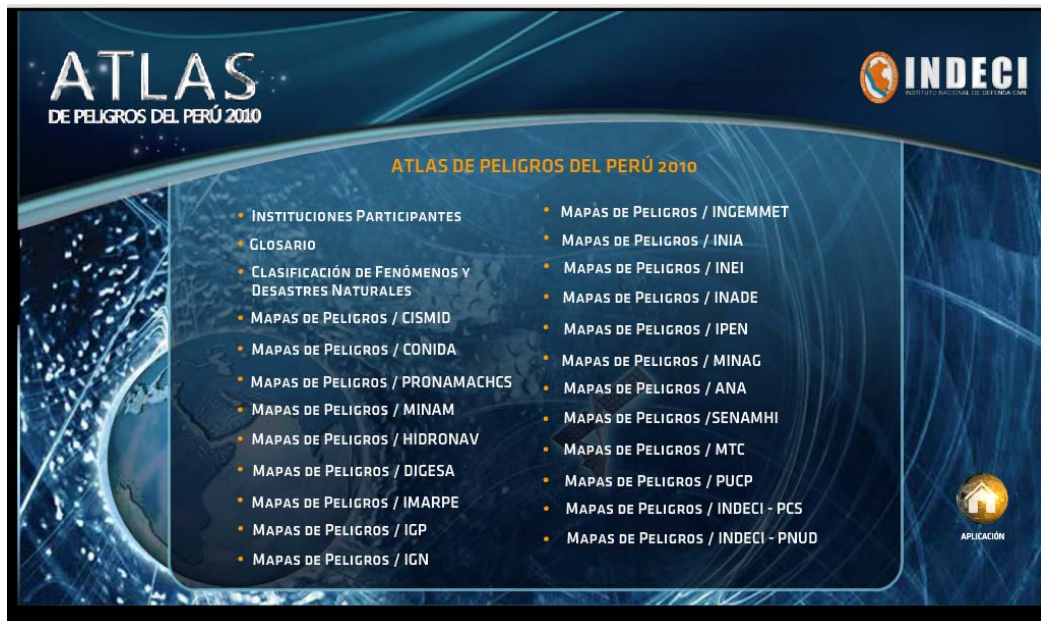 ATLAS
DE PELIGROS DEL PERÚ 2010
INDECI
INSTITUTO NACIONAL DE DEFENSA CIVIL
ATLAS DE PELIGROS DEL PERÚ 2010
• INSTITUCIONES PARTICIPANTES
• GLOSARIO
• CLASIFICACIÓN DE FENÓMENOS Y
DESASTRES NATURALES
• MAPAS DE PELIGROS / CISMID
• MAPAS DE PELIGROS / CONIDA
• MAPAS DE PELIGROS / PRONAMACHCS
• MAPAS DE PELIGROS / MINAM
• MAPAS DE PELIGROS / HIDRONAV
• MAPAS DE PELIGROS / DIGESA
• MAPAS DE PELIGROS / IMARPE
• MAPAS DE PELIGROS / IGP
• MAPAS DE PELIGROS / IGN
• MAPAS DE PELIGROS / INGEMMET
• MAPAS DE PELIGROS / INIA
• MAPAS DE PELIGROS / INEI
• MAPAS DE PELIGROS / INADE
• MAPAS DE PELIGROS / IPEN
• MAPAS DE PELIGROS / MINAG
• MAPAS DE PELIGROS / ANA
• MAPAS DE PELIGROS /SENAMHI
• MAPAS DE PELIGROS / MTC
• MAPAS DE PELIGROS / PUCP
• MAPAS DE PELIGROS / INDECI - PCS
• MAPAS DE PELIGROS / INDECI - PNUD
APLICACIÓN